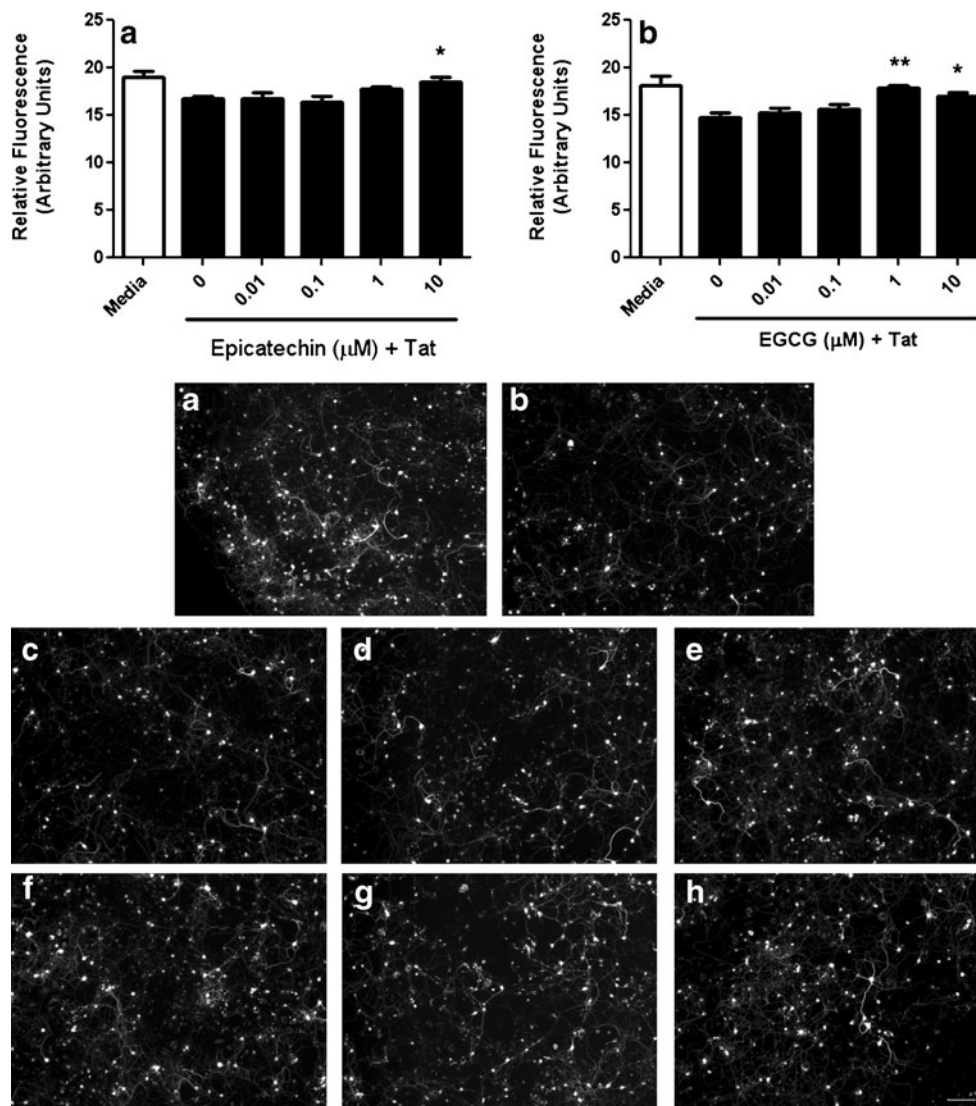 a
25
20
15
10
5
0
Relative Fluorescence
(Arbitrary Units)
*
Media
0
0.01
0.1
1
10
Epicatechin (μM) + Tat
b
25
20
15
10
5
0
Relative Fluorescence
(Arbitrary Units)
**
*
Media
0
0.01
0.1
1
10
EGCG (μM) + Tat
a
b
c
d
e
f
g
h